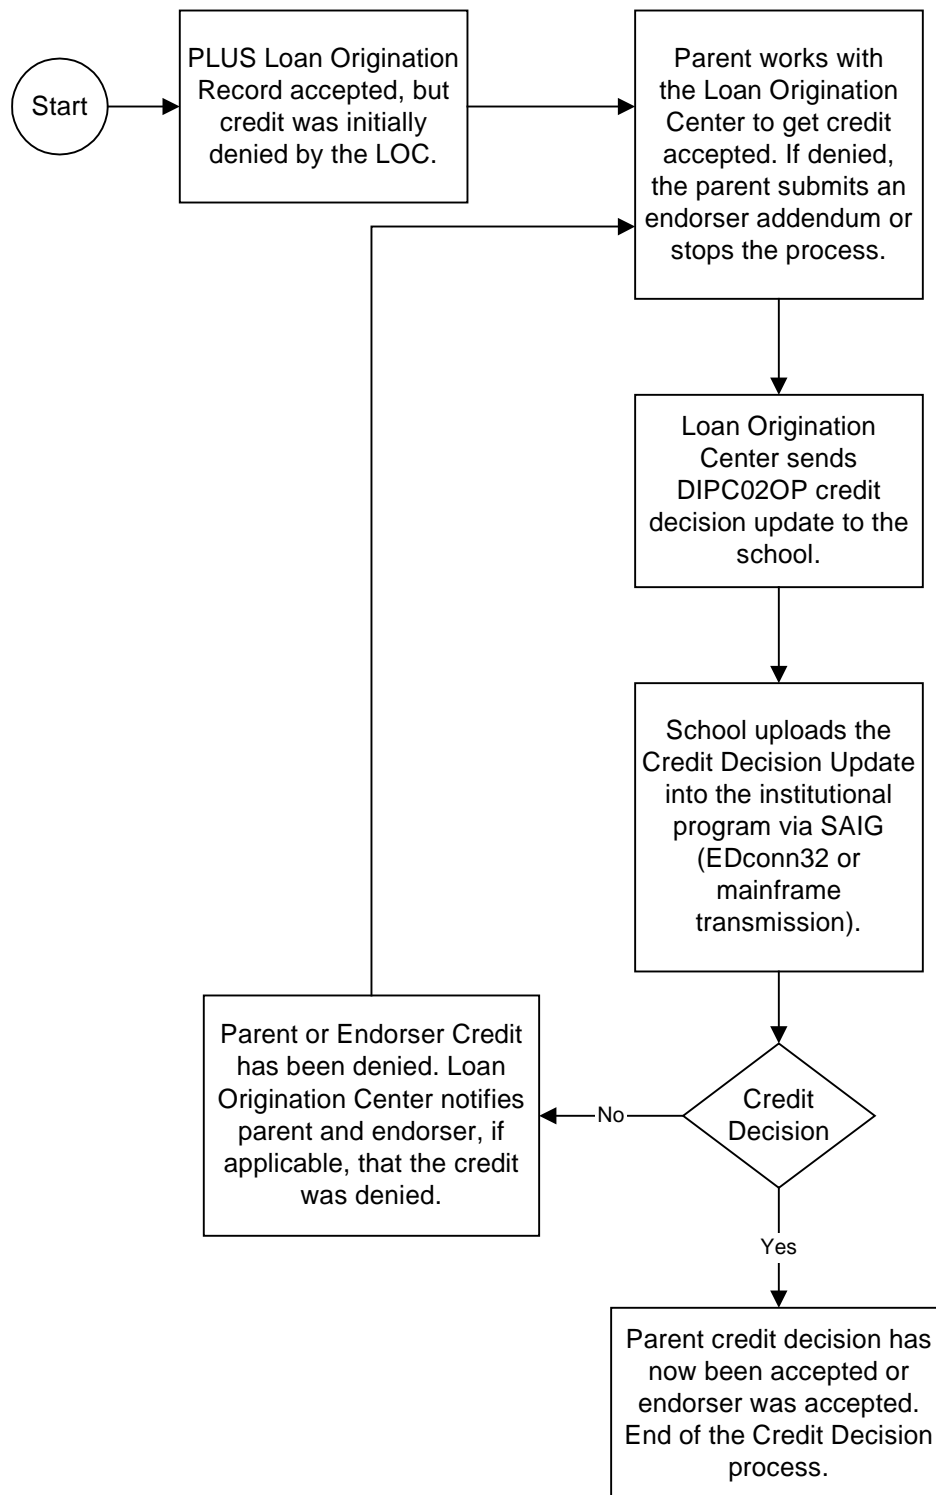 Start
PLUS Loan Origination
Record accepted, but
credit was initially
denied by the LOC.
Parent works with
the Loan Origination
Center to get credit
accepted. If denied,
the parent submits an
endorser addendum or
stops the process.
Loan Origination
Center sends
DIPC02OP credit
decision update to the
school.
School uploads the
Credit Decision Update
into the institutional
program via SAIG
(EDconn32 or
mainframe
transmission).
Credit
Decision
No
Parent or Endorser Credit
has been denied. Loan
Origination Center notifies
parent and endorser, if
applicable, that the credit
was denied.
Yes
Parent credit decision has
now been accepted or
endorser was accepted.
End of the Credit Decision
process.